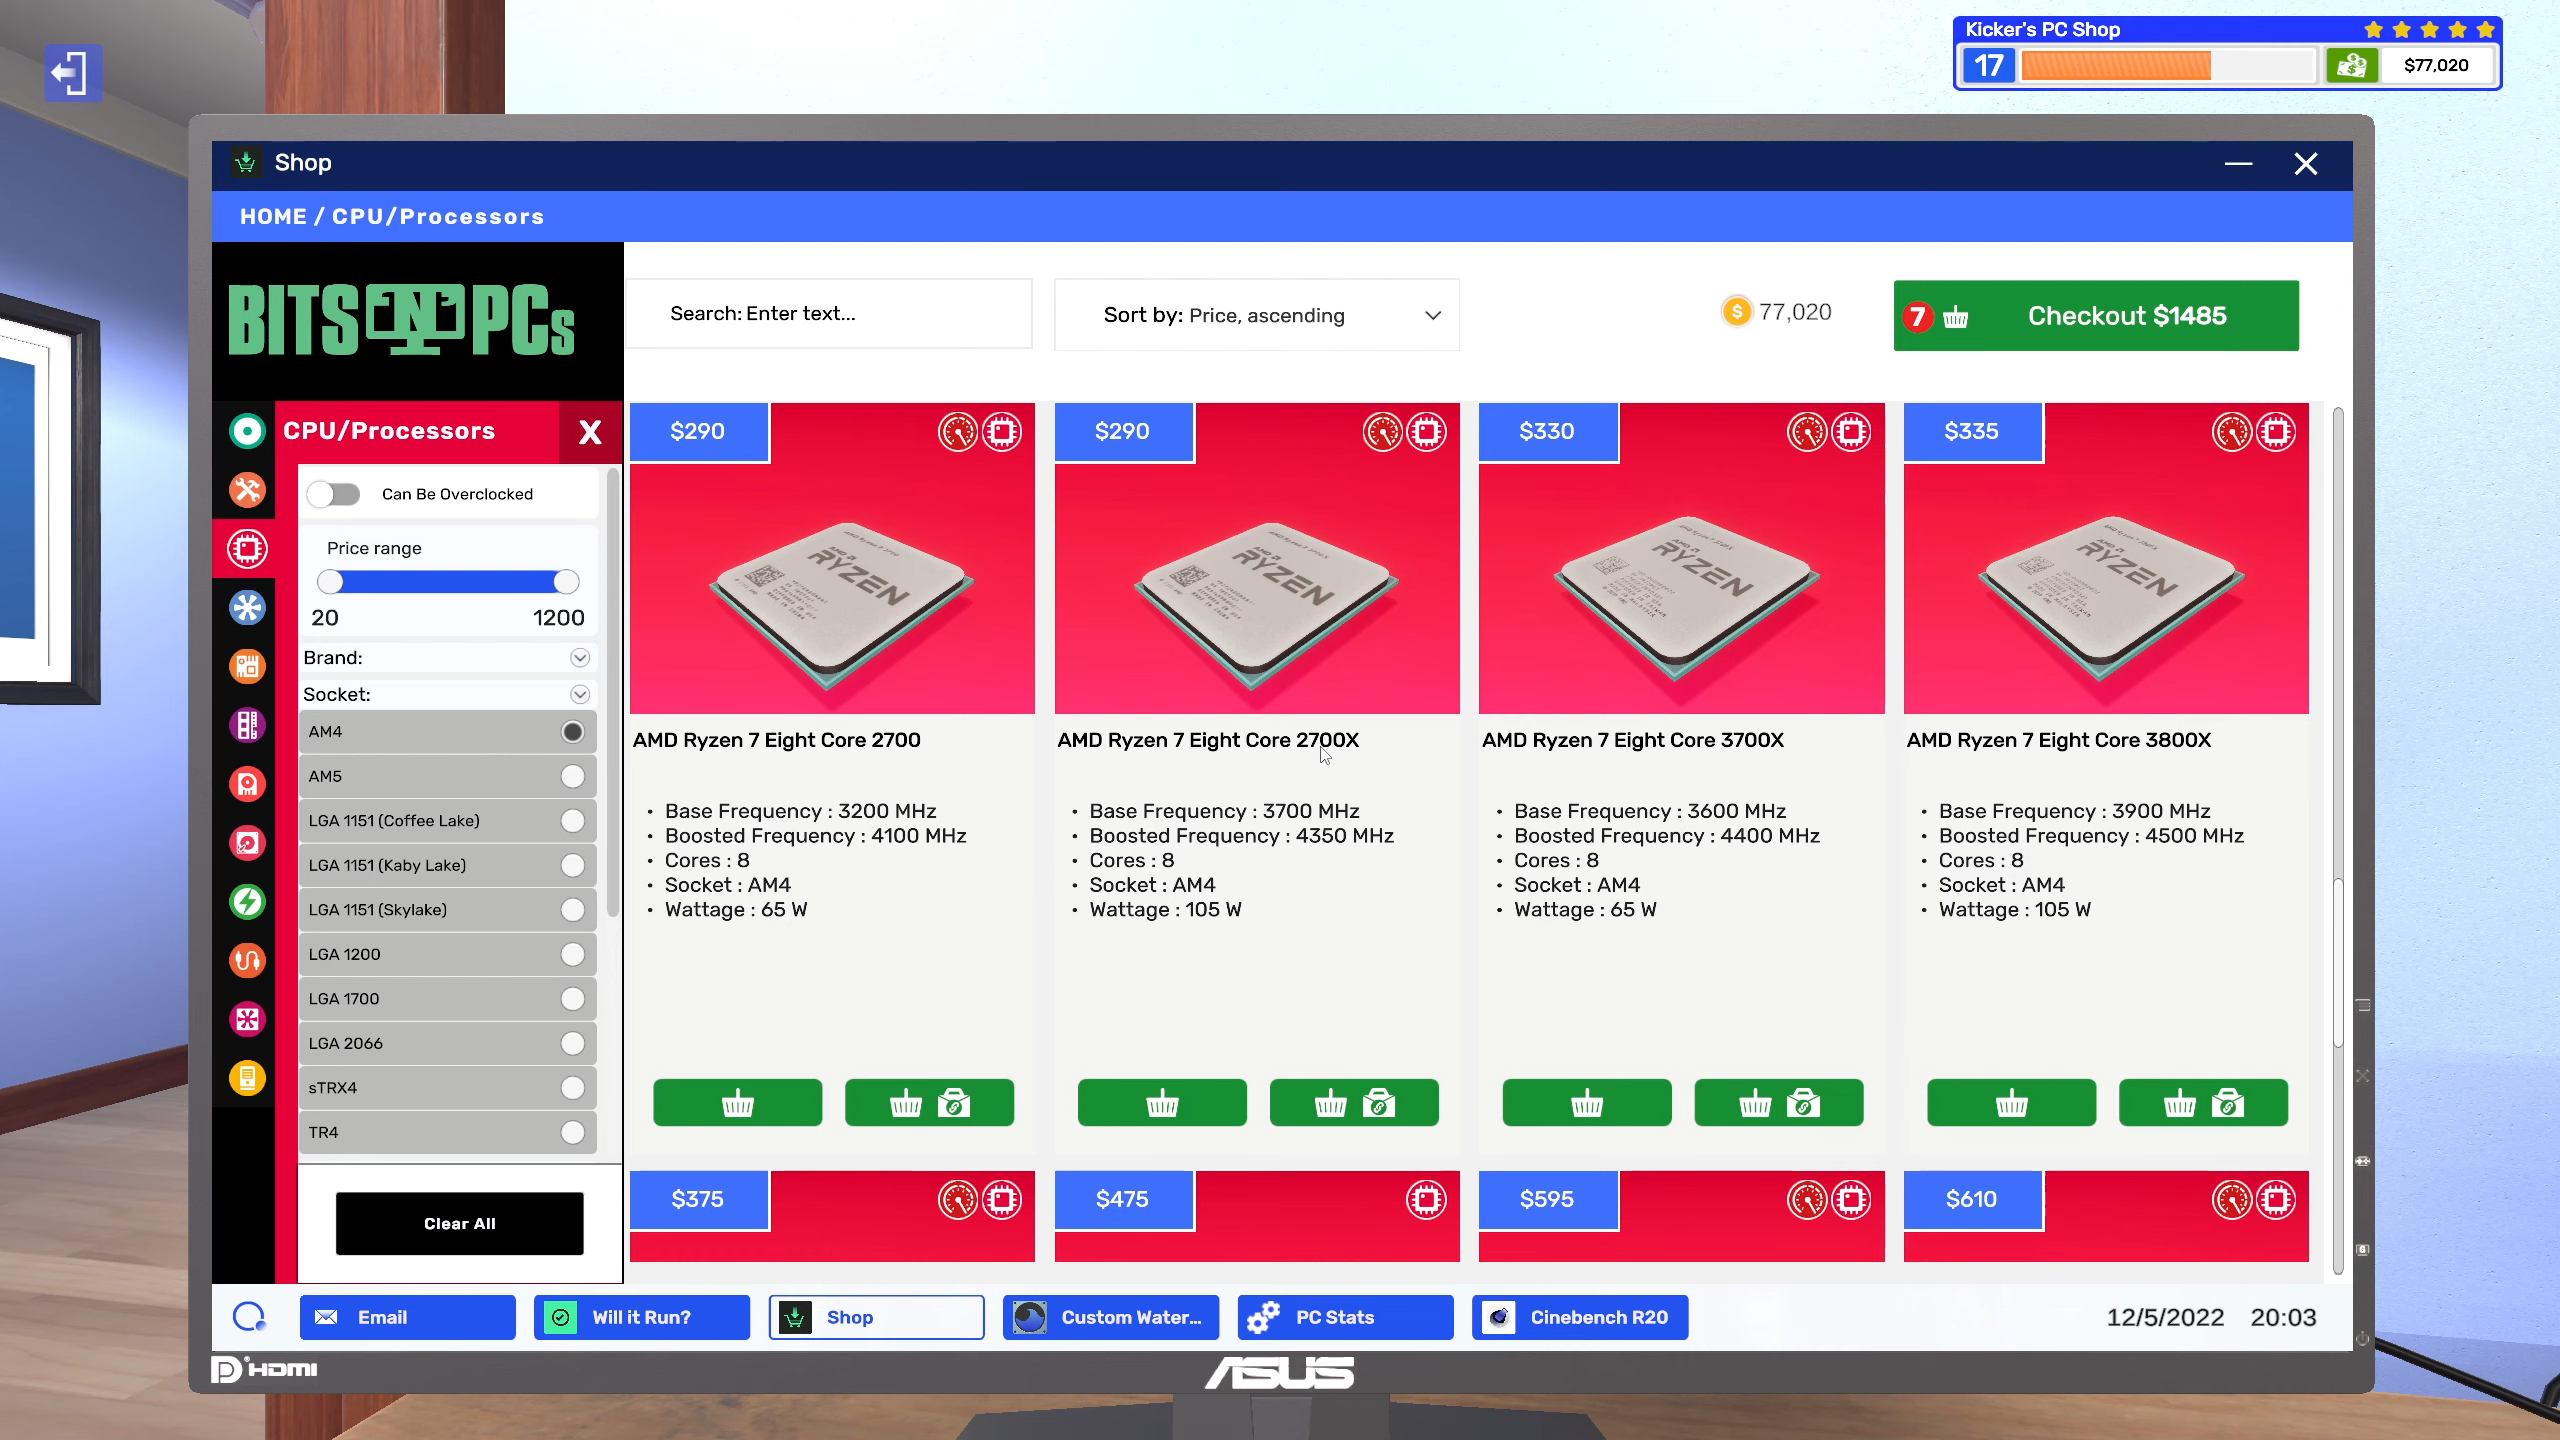 Kicker's PC Shop
17
$77,020
Shop
HOME / CPU/Processors
BITS N PCs
Search: Enter text...
Sort by: Price, ascending
$ 77,020
7
Checkout $1485
CPU/Processors
X
Can Be Overclocked
Price range
20 1200
Brand:
Socket:
AM4
AM5
LGA 1151 (Coffee Lake)
LGA 1151 (Kaby Lake)
LGA 1151 (Skylake)
LGA 1200
LGA 1700
LGA 2066
sTRX4
TR4
Clear All
$290
AMD RYZEN
AMD Ryzen 7 Eight Core 2700
• Base Frequency : 3200 MHz
• Boosted Frequency : 4100 MHz
• Cores : 8
• Socket : AM4
• Wattage : 65 W
$290
AMD RYZEN
AMD Ryzen 7 Eight Core 2700X
• Base Frequency : 3700 MHz
• Boosted Frequency : 4350 MHz
• Cores : 8
• Socket : AM4
• Wattage : 105 W
$330
AMD RYZEN
AMD Ryzen 7 Eight Core 3700X
• Base Frequency : 3600 MHz
• Boosted Frequency : 4400 MHz
• Cores : 8
• Socket : AM4
• Wattage : 65 W
$335
AMD RYZEN
AMD Ryzen 7 Eight Core 3800X
• Base Frequency : 3900 MHz
• Boosted Frequency : 4500 MHz
• Cores : 8
• Socket : AM4
• Wattage : 105 W
$375
$475
$595
$610
Email
Will it Run?
Shop
Custom Water...
PC Stats
Cinebench R20
12/5/2022 20:03
HDMI
ASUS